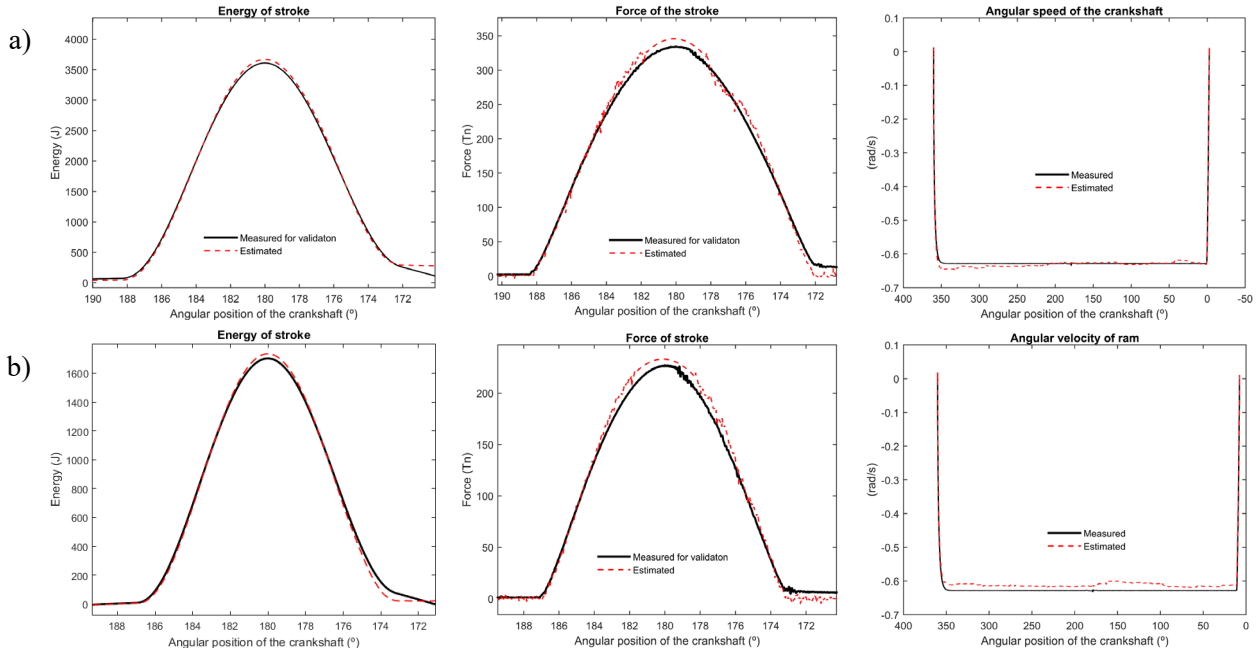 a)
Energy of stroke
Energy (J)
4000
3500
3000
2500
2000
1500
1000
500
0
Measured for validaton
Estimated
190 188 186 184 182 180 178 176 174 172
Angular position of the crankshaft (º)
Force of the stroke
Force (Tn)
350
300
250
200
150
100
50
0
Measured for validaton
Estimated
190 188 186 184 182 180 178 176 174 172
Angular position of the crankshaft (º)
Angular speed of the crankshaft
(rad/s)
0.1
0
-0.1
-0.2
-0.3
-0.4
-0.5
-0.6
-0.7
Measured
Estimated
400 350 300 250 200 150 100 50 0 -50
Angular position of the crankshaft (º)
b)
Energy of stroke
Energy (J)
1600
1400
1200
1000
800
600
400
200
0
Measured for validaton
Estimated
188 186 184 182 180 178 176 174 172
Angular position of the crankshaft (º)
Force of stroke
Force (Tn)
200
150
100
50
0
Measured for validaton
Estimated
188 186 184 182 180 178 176 174 172
Angular position of the crankshaft (º)
Angular velocity of ram
(rad/s)
0.1
0
-0.1
-0.2
-0.3
-0.4
-0.5
-0.6
-0.7
Measured
Estimated
400 350 300 250 200 150 100 50 0
Angular position of the crankshaft (º)